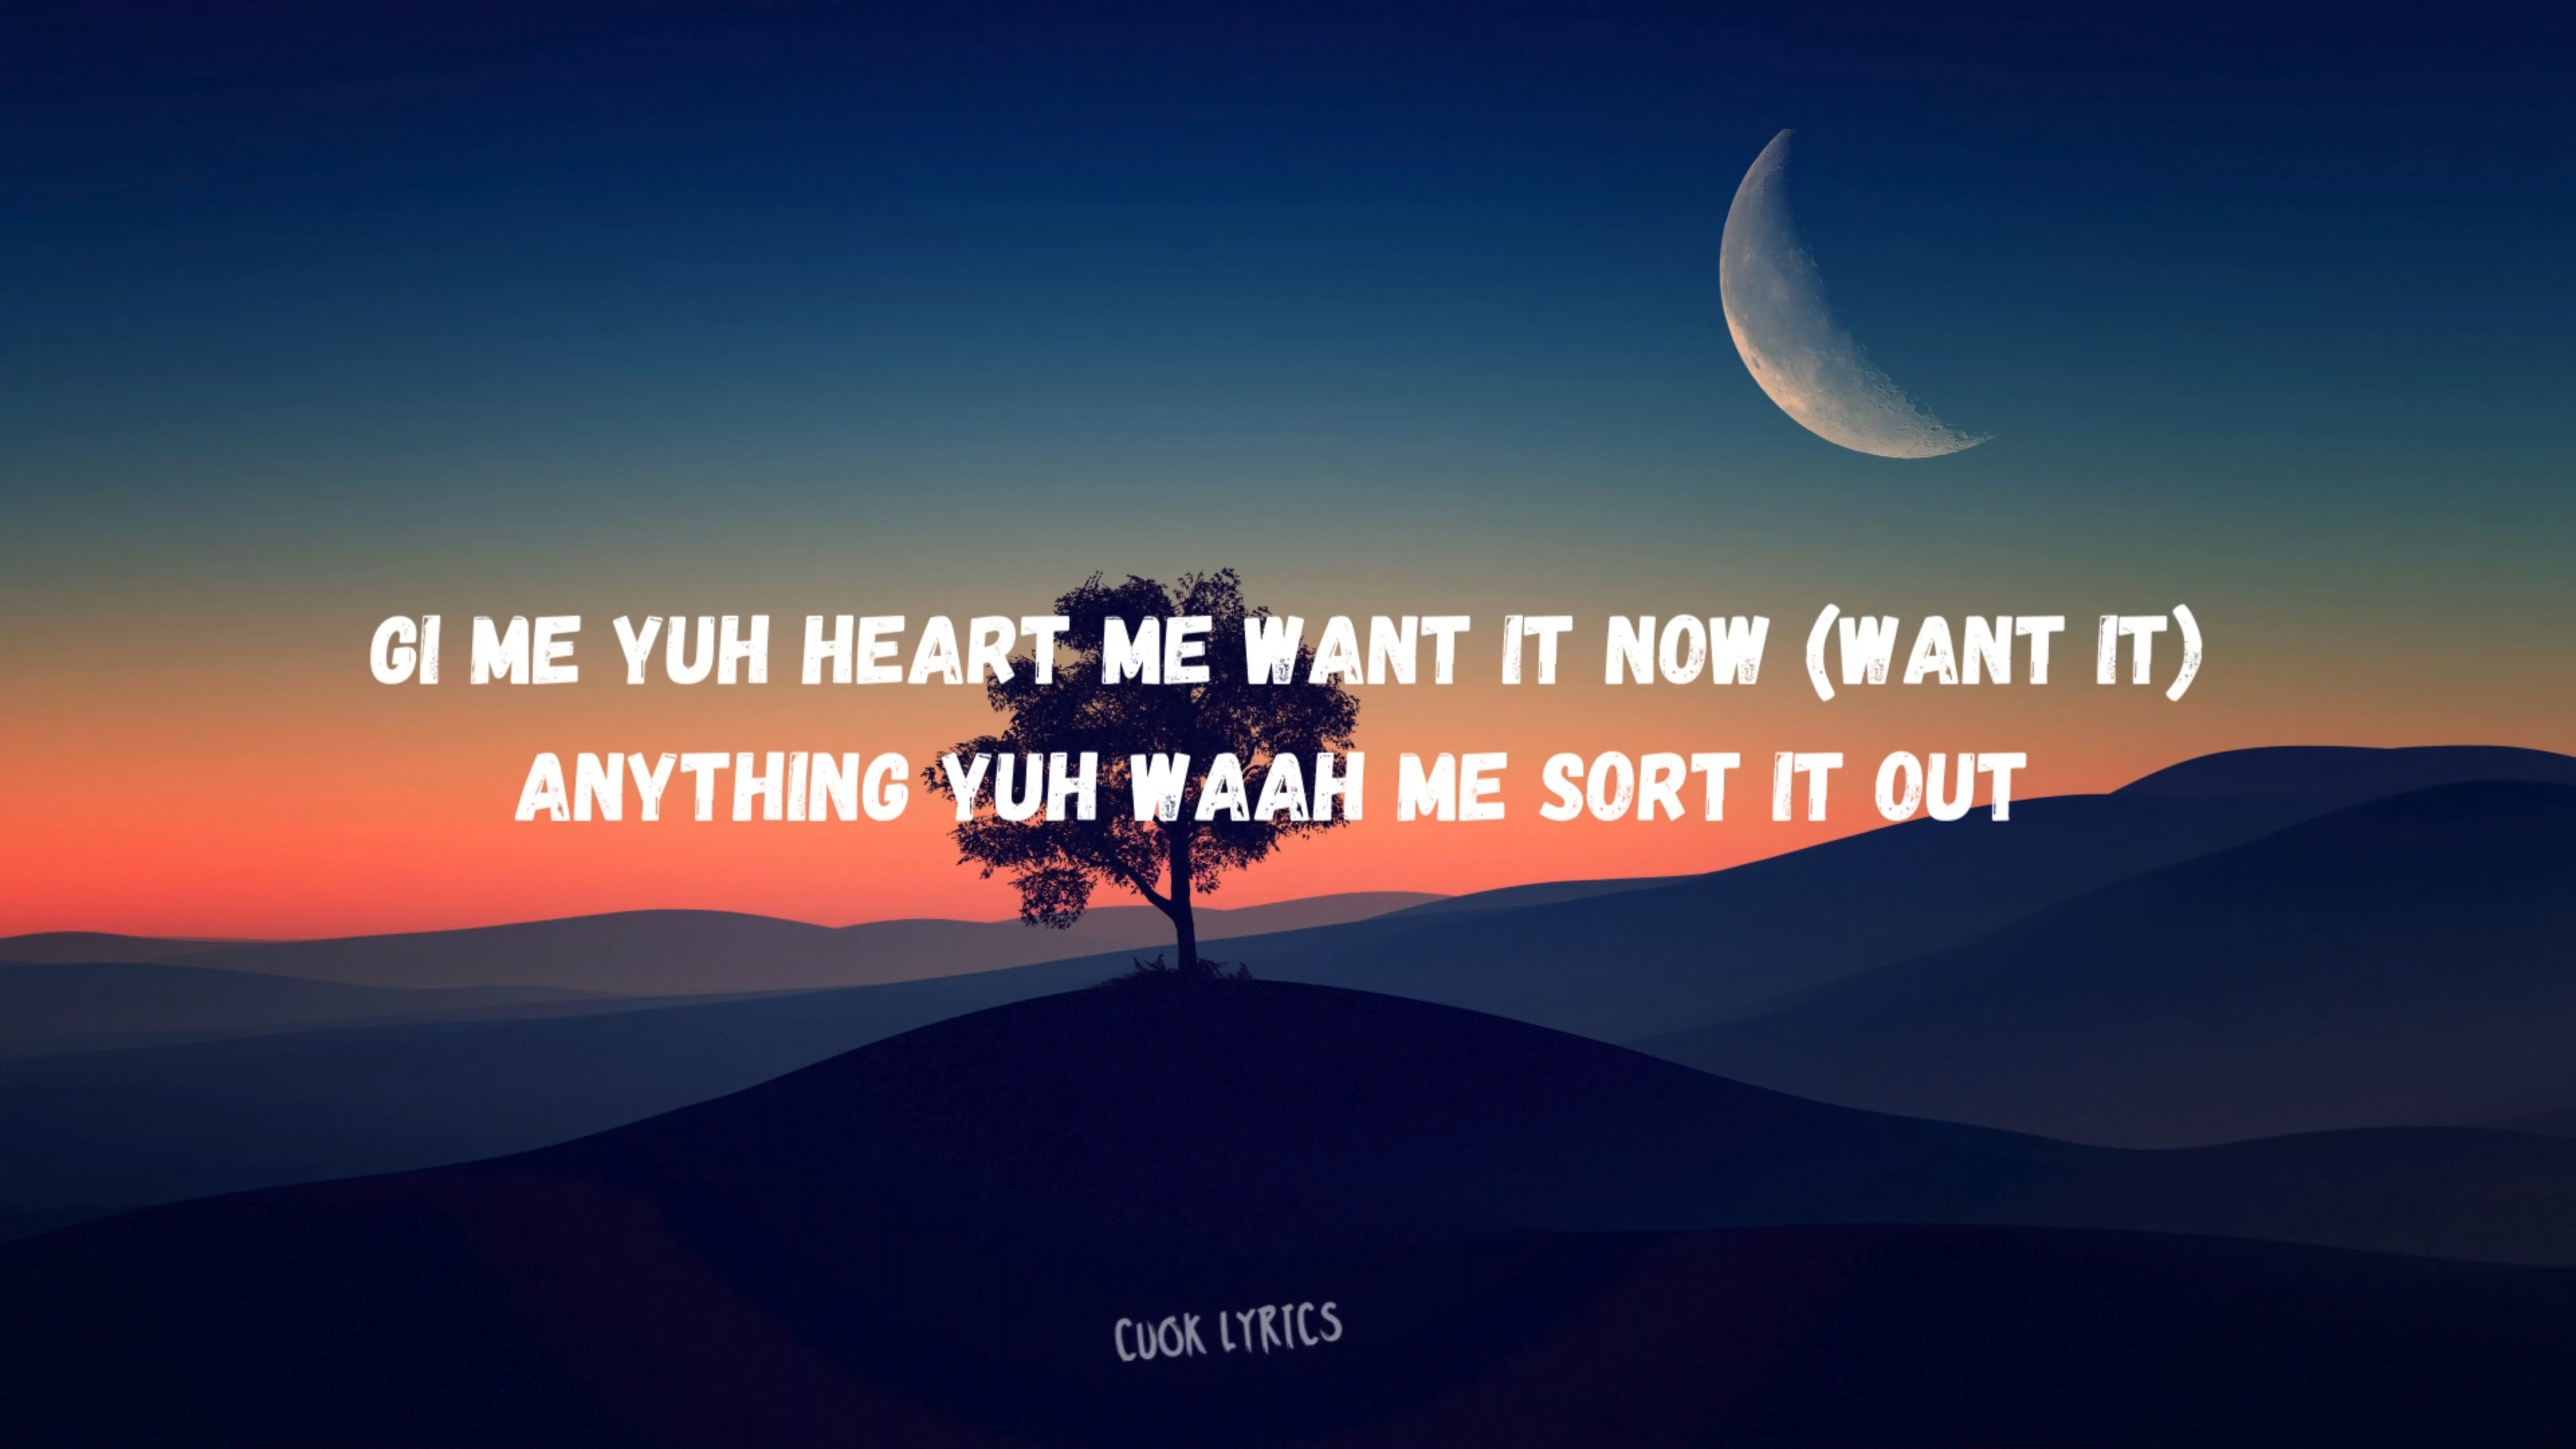 GI ME YUH HEART ME WANT IT NOW (WANT IT)
ANYTHING YUH WAAH ME SORT IT OUT
CUOK LYRICS